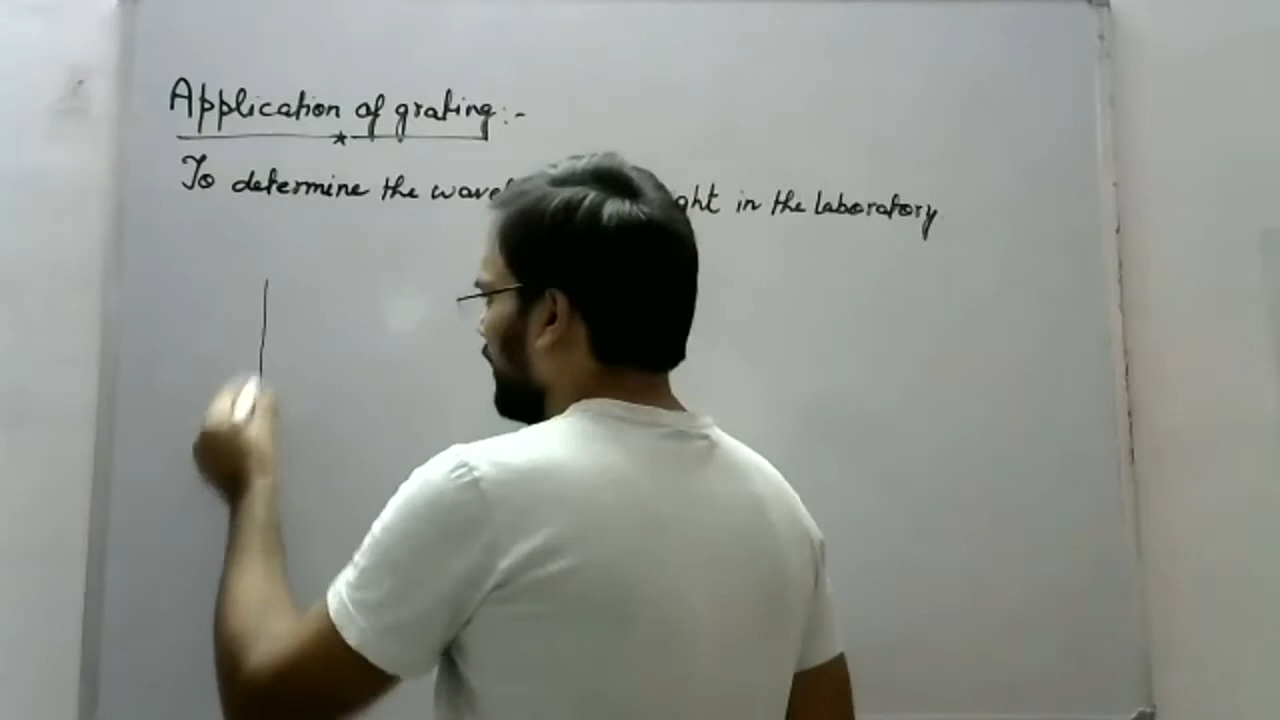 Application of grating:-
To determine the wave ght in the laboratory